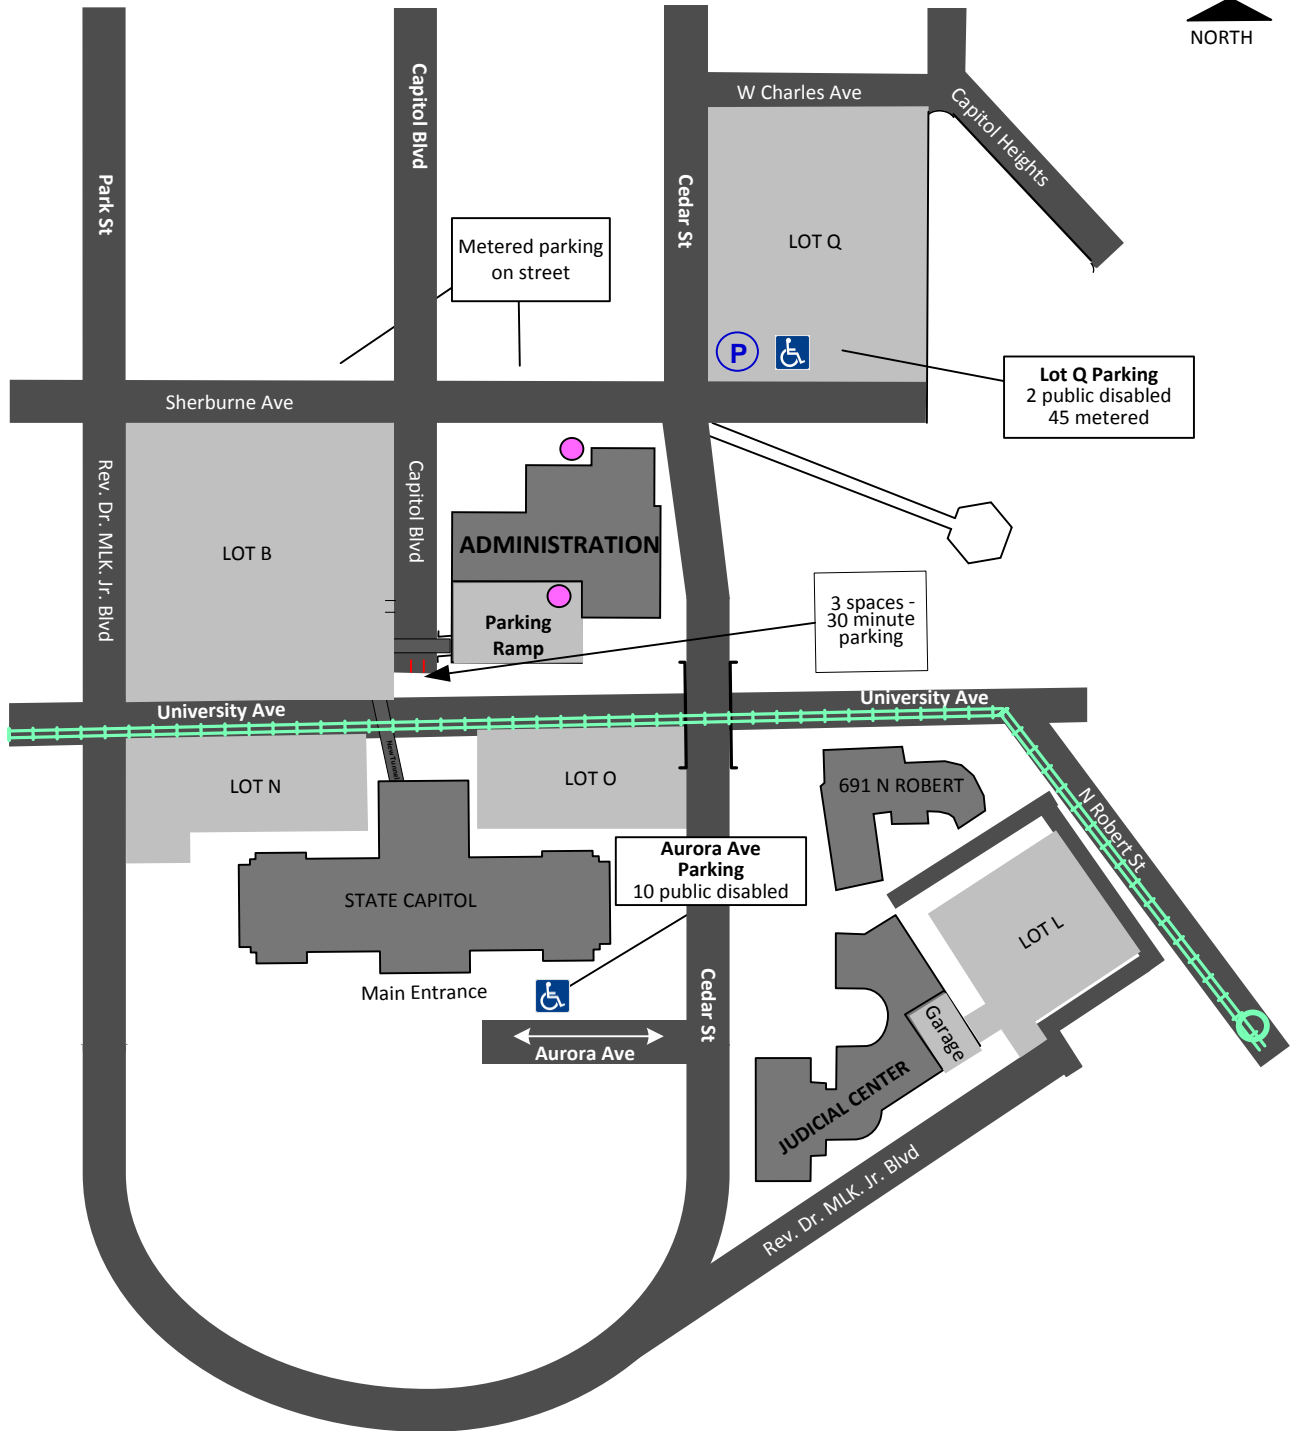 NORTH
Capitol Blvd
W Charles Ave
Capitol Heights
Park St
Cedar St
Metered parking
on street
LOT Q
P
Lot Q Parking
2 public disabled
45 metered
Sherburne Ave
Rev. Dr. MLK. Jr. Blvd
LOT B
Capitol Blvd
ADMINISTRATION
Parking
Ramp
3 spaces -
30 minute
parking
University Ave
University Ave
New Tunnel
LOT N
LOT O
691 N ROBERT
N Robert St
Aurora Ave
Parking
10 public disabled
STATE CAPITOL
LOT L
Main Entrance
Cedar St
Garage
Aurora Ave
JUDICIAL CENTER
Rev. Dr. MLK. Jr. Blvd